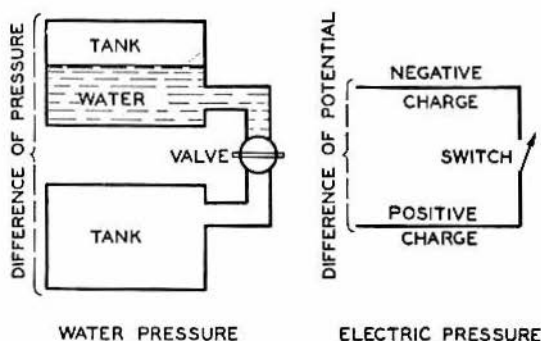 DIFFERENCE OF PRESSURE
TANK
WATER
VALVE
TANK
WATER PRESSURE
DIFFERENCE OF POTENTIAL
NEGATIVE
CHARGE
SWITCH
POSITIVE
CHARGE
ELECTRIC PRESSURE